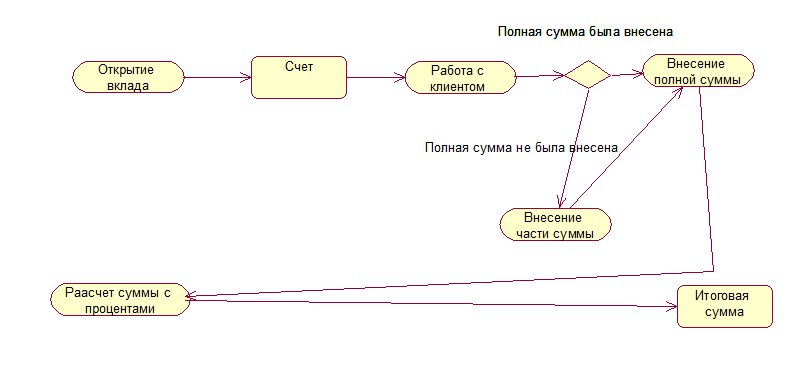 Полная сумма была внесена
Открытие
вклада
Счет
Работа с
клиентом
Внесение
полной суммы
Полная сумма не была внесена
Внесение
части суммы
Раасчет суммы с
процентами
Итоговая
сумма